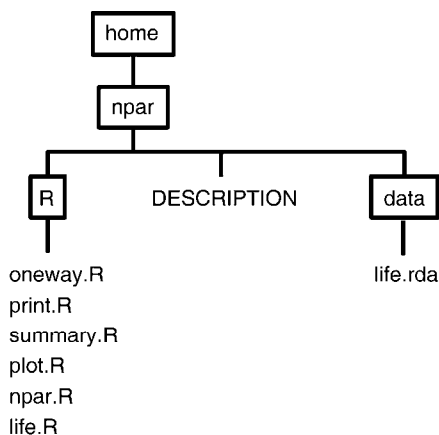 home
npar
R
DESCRIPTION
data
oneway.R
print.R
summary.R
plot.R
npar.R
life.R
life.rda